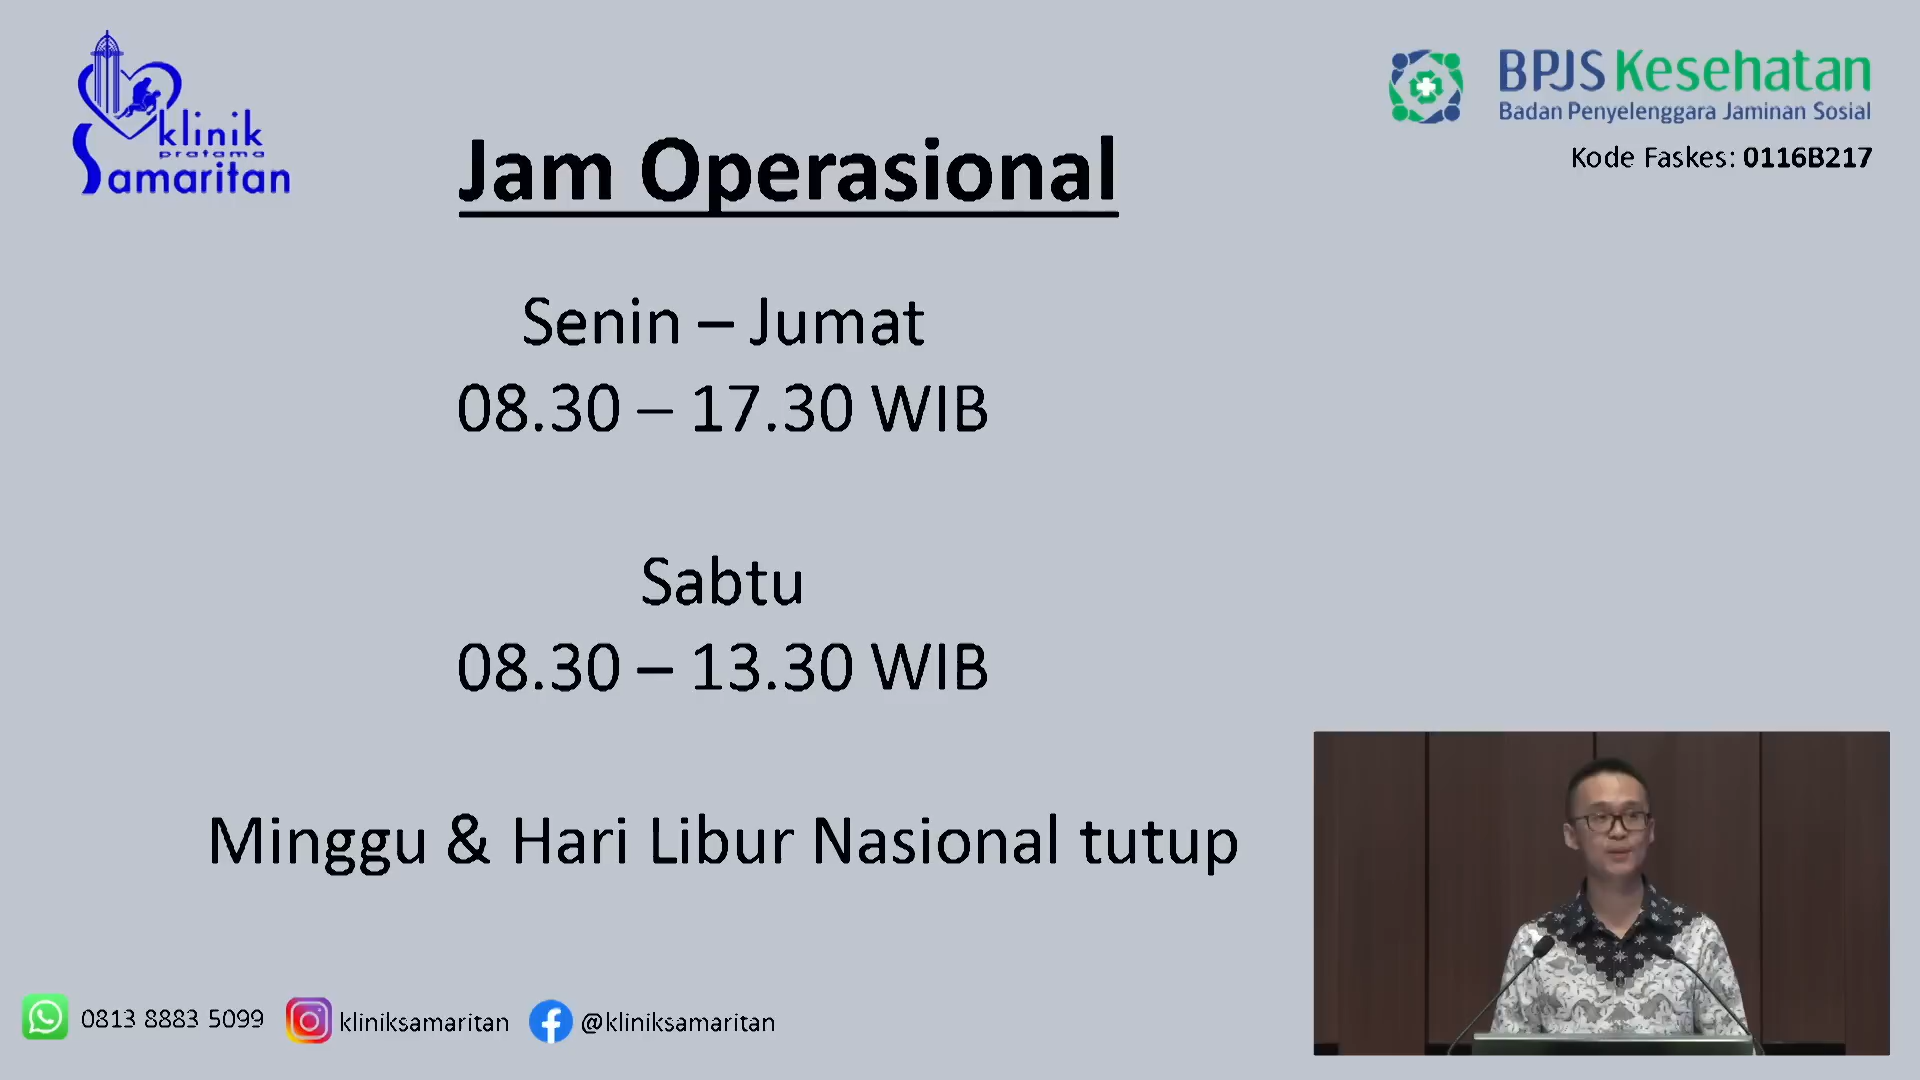 klinik
pratama
Samaritan
BPJS Kesehatan
Badan Penyelenggara Jaminan Sosial
Kode Faskes: 0116B217
Jam Operasional
Senin – Jumat
08.30 – 17.30 WIB
Sabtu
08.30 – 13.30 WIB
Minggu & Hari Libur Nasional tutup
0813 8883 5099
kliniksamaritan
@kliniksamaritan